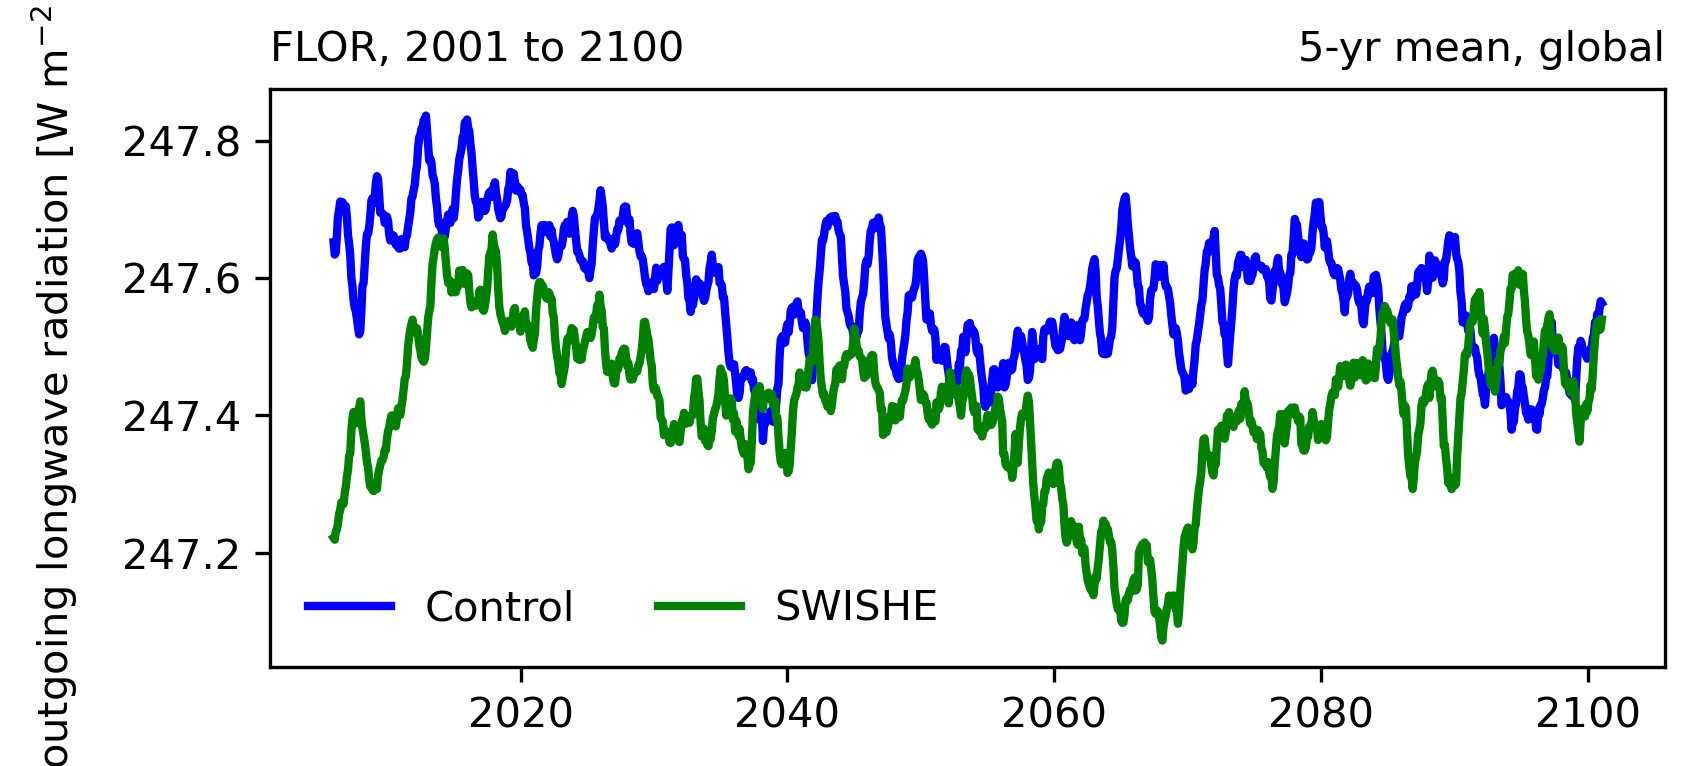 FLOR, 2001 to 2100
5-yr mean, global
outgoing longwave radiation [W m⁻²
247.8
247.6
247.4
247.2
Control
SWISHE
2020
2040
2060
2080
2100